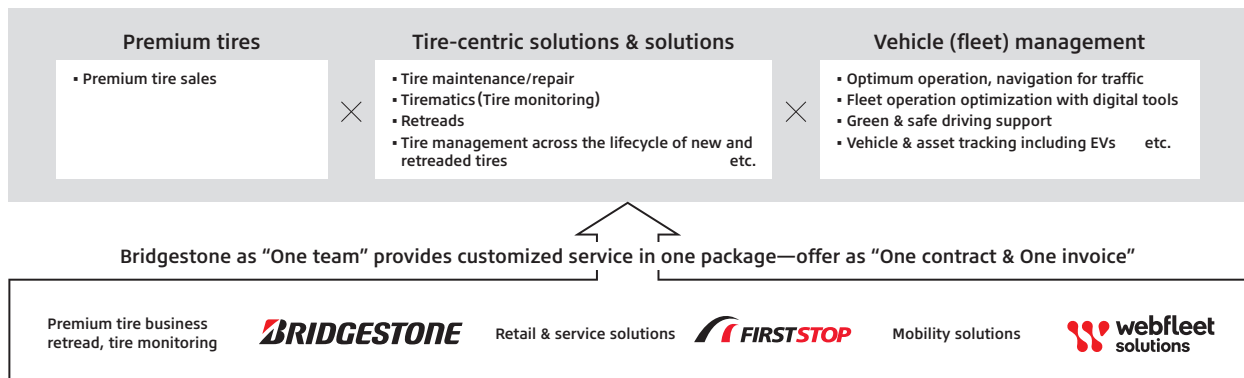 Premium tires
▪ Premium tire sales
Tire-centric solutions & solutions
▪ Tire maintenance/repair
▪ Tirematics (Tire monitoring)
▪ Retreads
▪ Tire management across the lifecycle of new and
retreaded tires etc.
Vehicle (fleet) management
▪ Optimum operation, navigation for traffic
▪ Fleet operation optimization with digital tools
▪ Green & safe driving support
▪ Vehicle & asset tracking including EVs etc.
Bridgestone as “One team” provides customized service in one package—offer as “One contract & One invoice”
Premium tire business
retread, tire monitoring
BRIDGESTONE
Retail & service solutions
FIRSTSTOP
Mobility solutions
webfleet
solutions